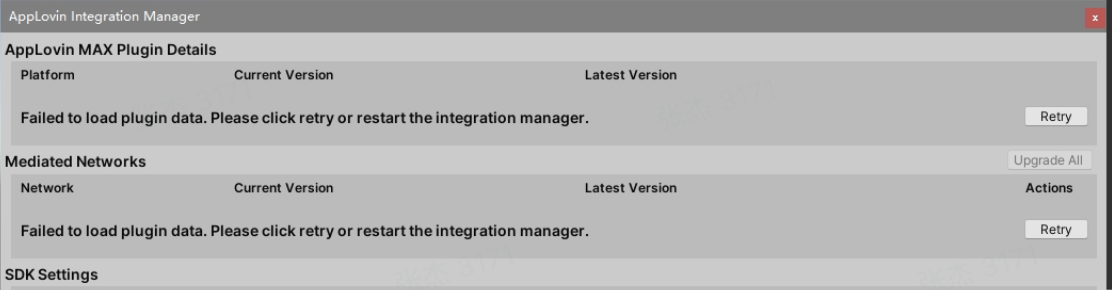 AppLovin Integration Manager
x
AppLovin MAX Plugin Details
Platform Current Version Latest Version
Failed to load plugin data. Please click retry or restart the integration manager. Retry
Mediated Networks Upgrade All
Network Current Version Latest Version Actions
Failed to load plugin data. Please click retry or restart the integration manager. Retry
SDK Settings